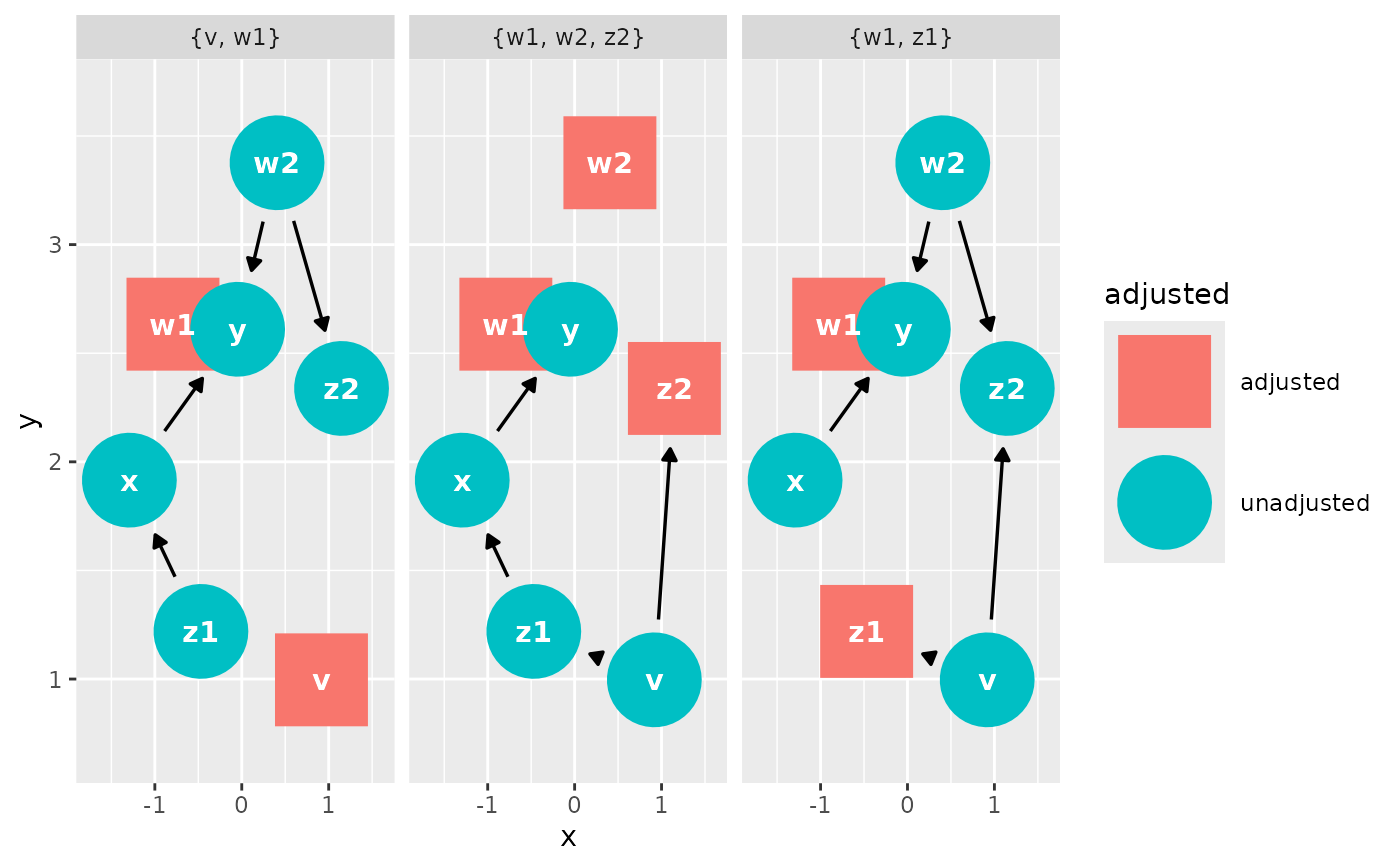 {v, w1}
{w1, w2, z2}
{w1, z1}
w2
w1
y
z2
x
z1
v
w2
w1
y
z2
x
z1
v
w2
w1
y
z2
x
z1
v
3
2
1
y
-1 0 1
-1 0 1
-1 0 1
x
adjusted
adjusted
unadjusted